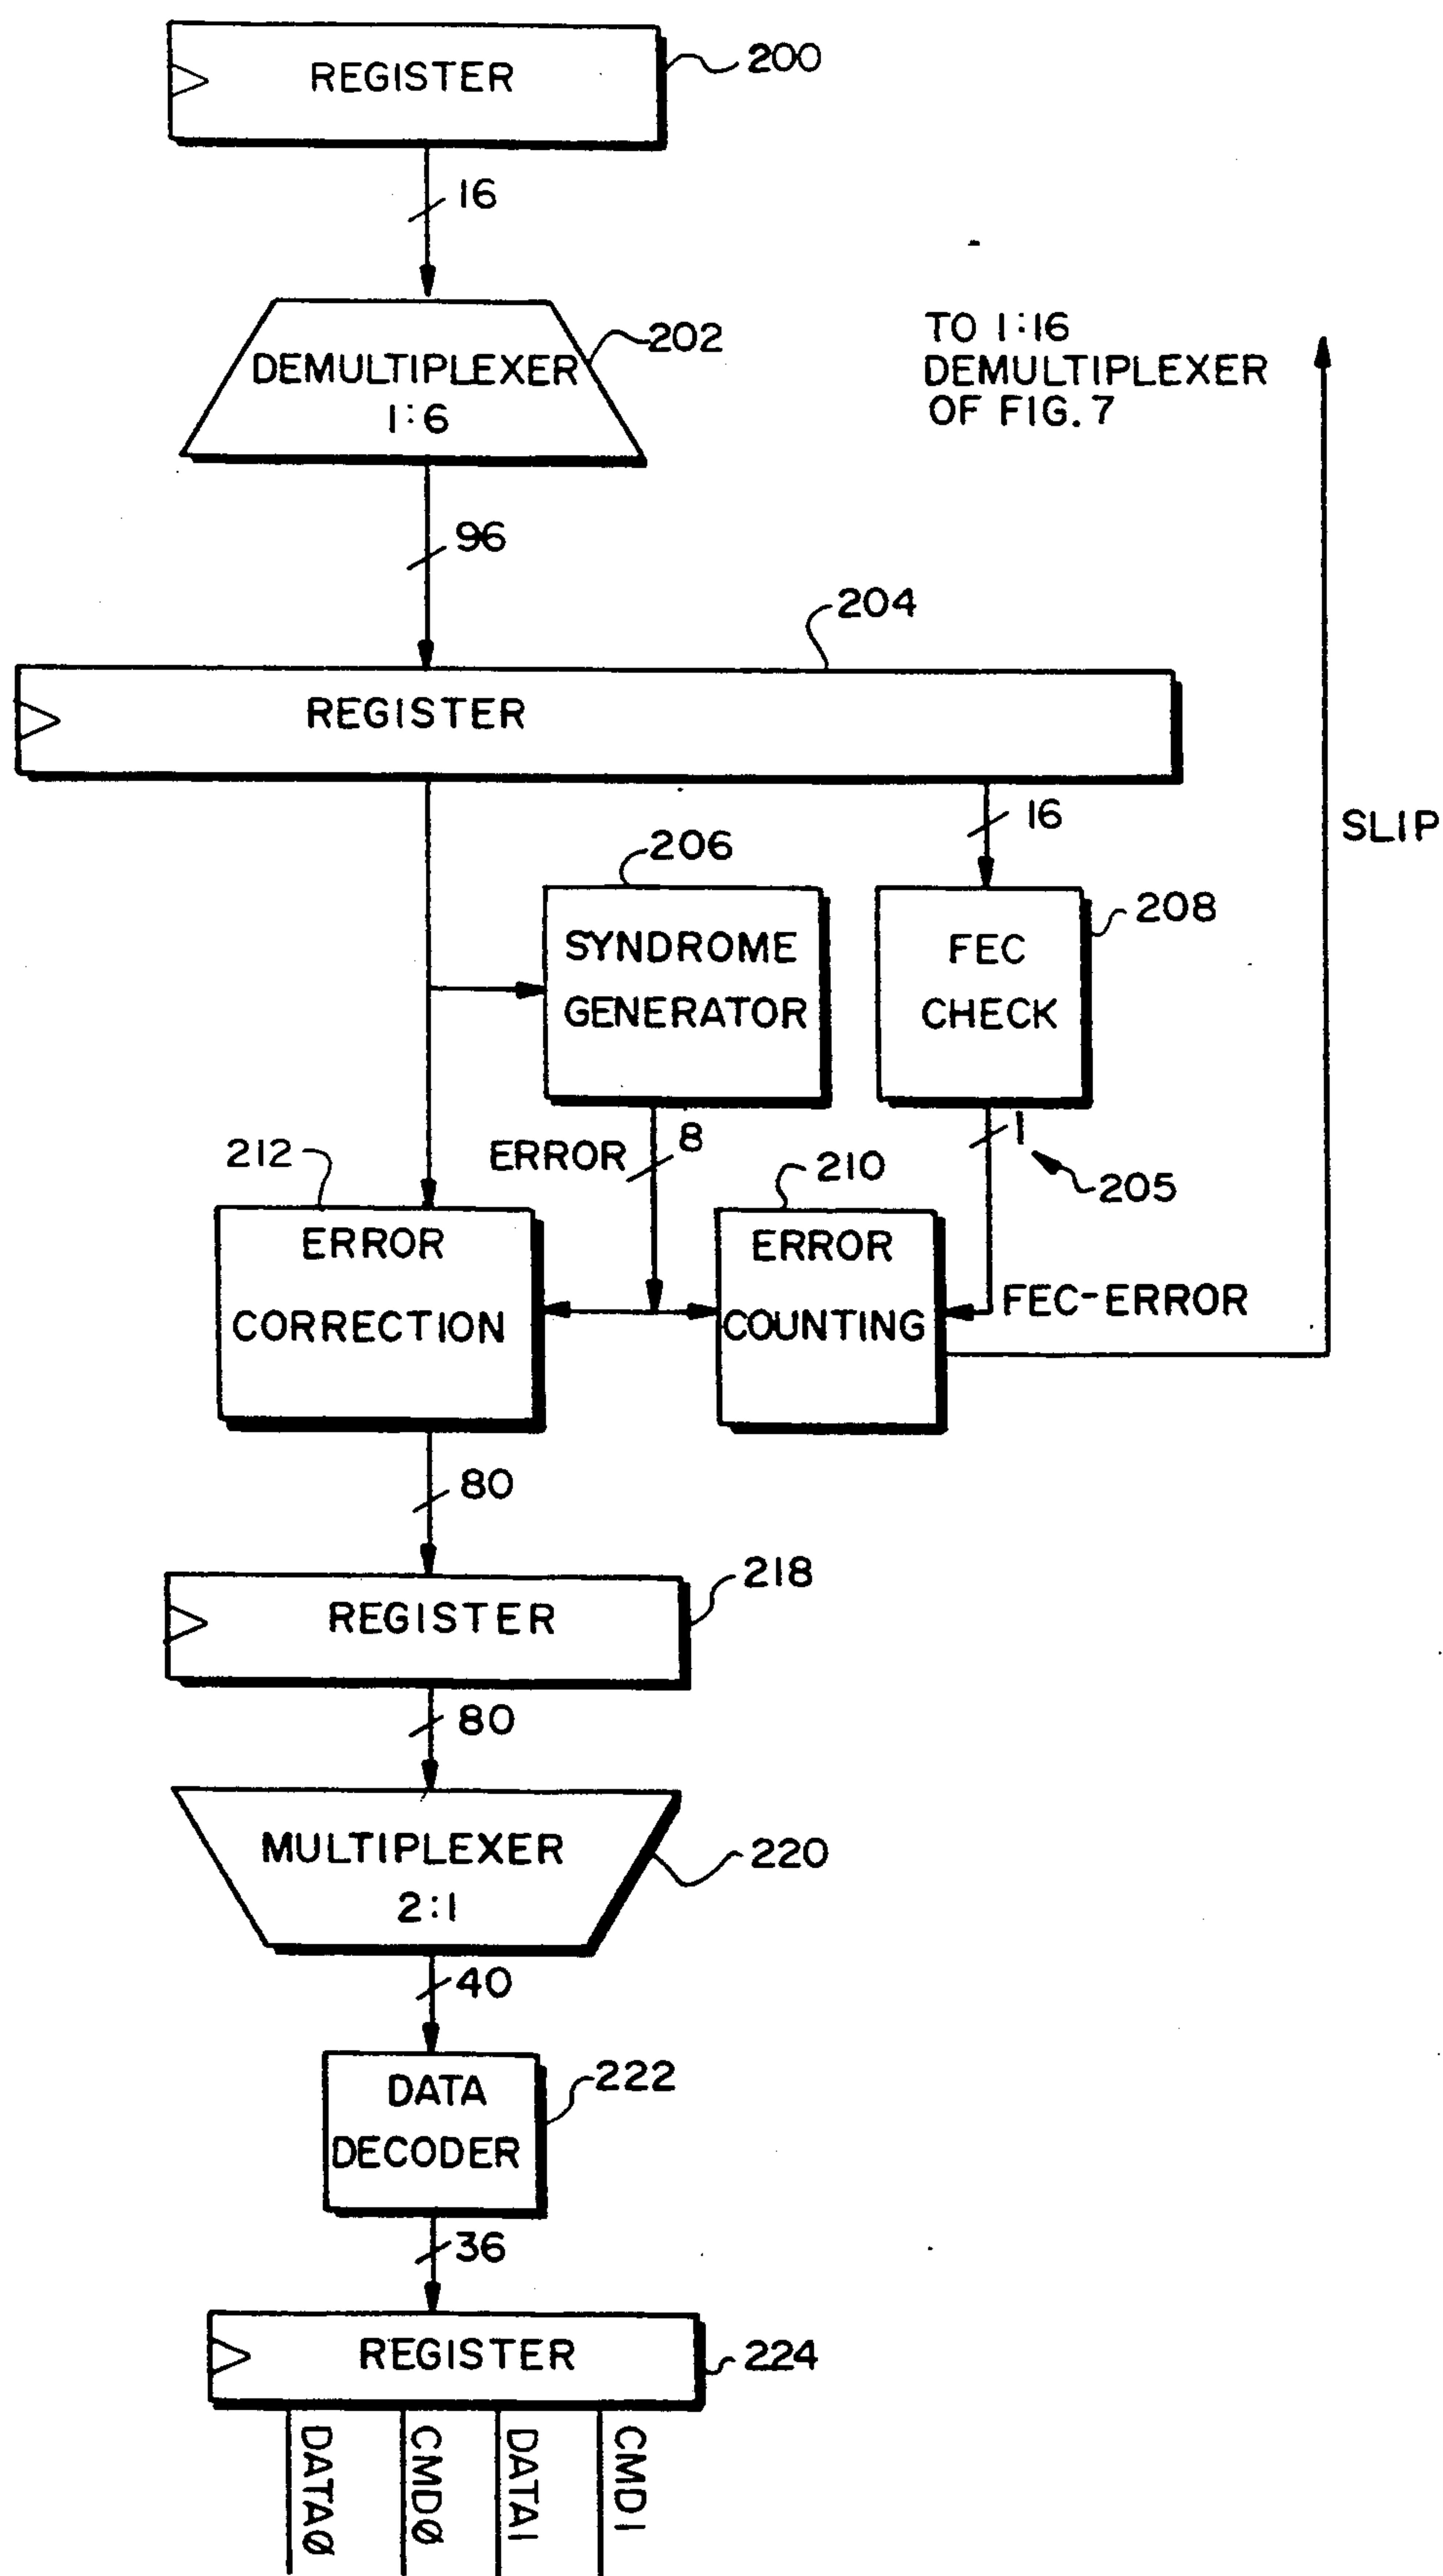 REGISTER
200
16
DEMULTIPLEXER
1:6
202
TO 1:16
DEMULTIPLEXER
OF FIG. 7
96
204
REGISTER
16
SLIP
206
SYNDROME
GENERATOR
208
FEC
CHECK
212
ERROR
8
1
205
210
ERROR
CORRECTION
ERROR
COUNTING
FEC-ERROR
80
218
REGISTER
80
MULTIPLEXER
2:1
220
40
DATA
DECODER
222
36
REGISTER
224
DATAØ
CMDØ
DATA1
CMD1